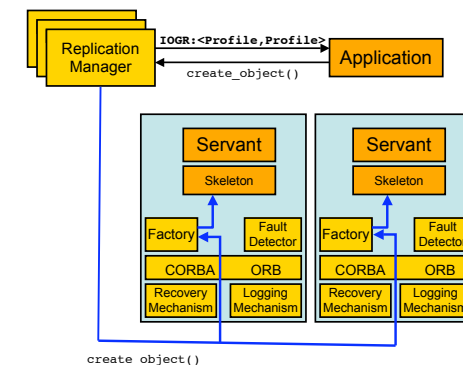 IOGR:<Profile,Profile>
Replication
Manager
Application
create_object()
Servant
Skeleton
Factory
Fault
Detector
CORBA ORB
Recovery
Mechanism
Logging
Mechanism
Servant
Skeleton
Factory
Fault
Detector
CORBA ORB
Recovery
Mechanism
Logging
Mechanism
create object()